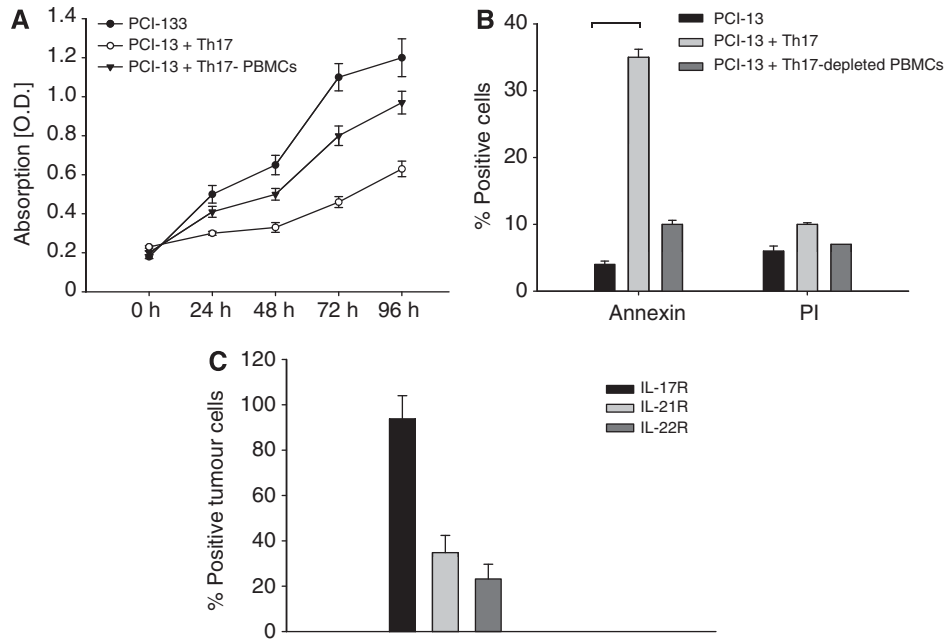 A
1.4
1.2
1.0
0.8
0.6
0.4
0.2
0
Absorption [O.D.]
PCI-133
PCI-13 + Th17
PCI-13 + Th17- PBMCs
0 h 24 h 48 h 72 h 96 h
B
40
30
20
10
0
% Positive cells
PCI-13
PCI-13 + Th17
PCI-13 + Th17-depleted PBMCs
Annexin PI
C
120
100
80
60
40
20
0
% Positive tumour cells
IL-17R
IL-21R
IL-22R